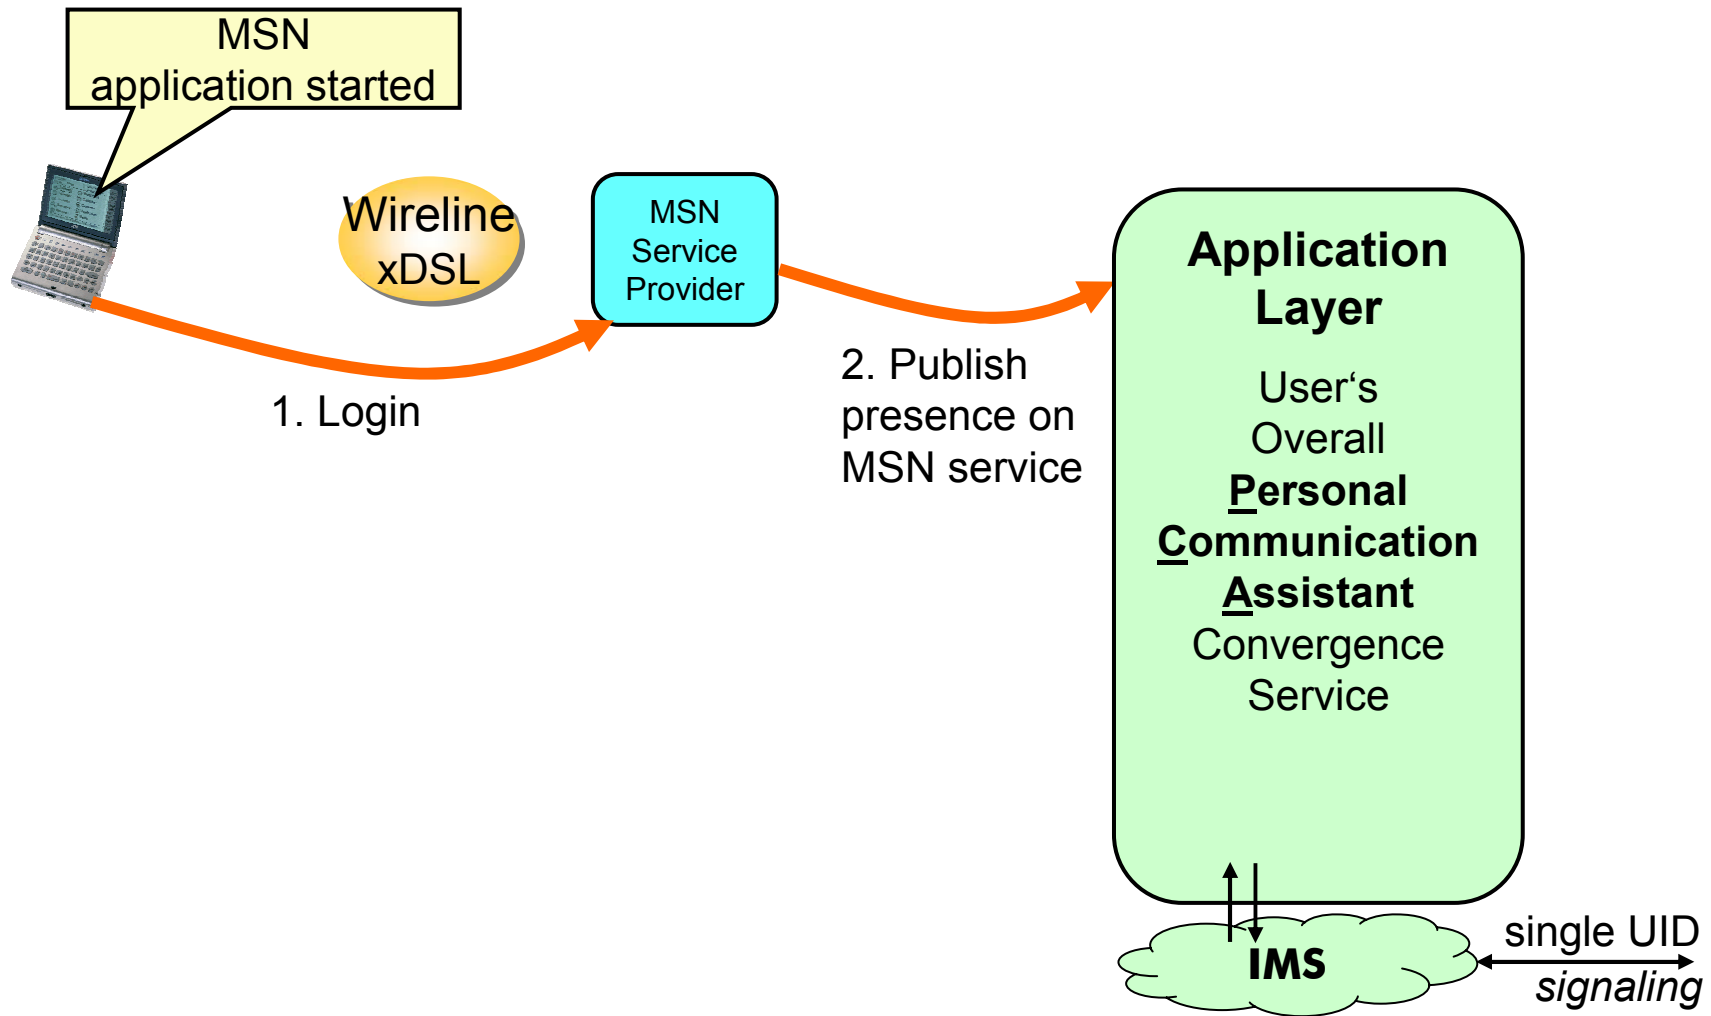 MSN
application started
Wireline
xDSL
MSN
Service
Provider
1. Login
2. Publish
presence on
MSN service
Application
Layer
User‘s
Overall
Personal
Communication
Assistant
Convergence
Service
IMS
single UID
signaling